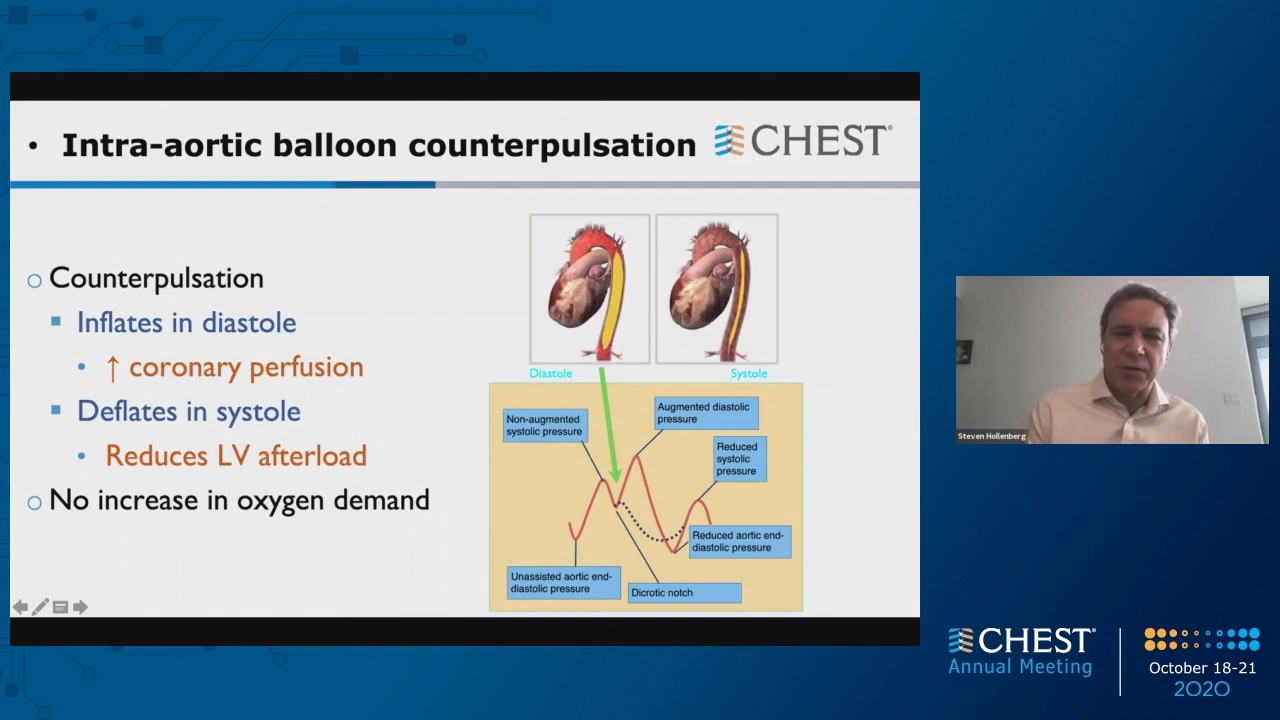 • Intra-aortic balloon counterpulsation
CHEST®
Counterpulsation
Inflates in diastole
↑ coronary perfusion
Deflates in systole
Reduces LV afterload
No increase in oxygen demand
Diastole
Systole
Non-augmented
systolic pressure
Augmented diastolic
pressure
Reduced
systolic
pressure
Reduced aortic end-
diastolic pressure
Unassisted aortic end-
diastolic pressure
Dicrotic notch
Steven Hollenberg
CHEST®
Annual Meeting
October 18-21
2020